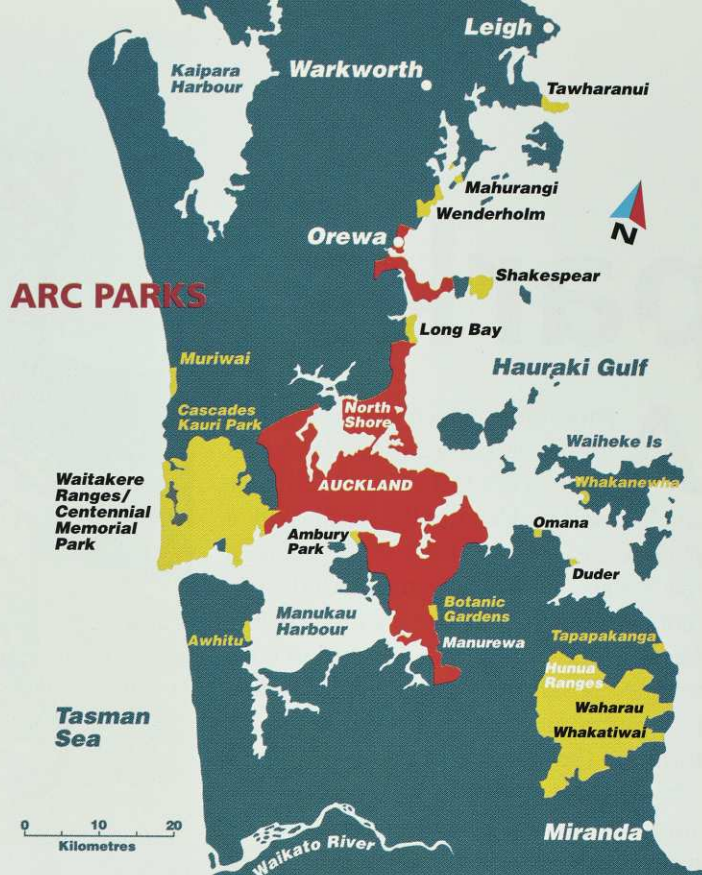 Leigh
Kaipara
Harbour
Warkworth
Tawharanui
Mahurangi
Wenderholm
N
Orewa
Shakespear
ARC PARKS
Long Bay
Muriwai
Hauraki Gulf
Cascades
Kauri Park
North
Shore
Waiheke Is
Waitakere
Ranges/
Centennial
Memorial
Park
AUCKLAND
Whakanewha
Omana
Ambury
Park
Duder
Manukau
Harbour
Botanic
Gardens
Awhitu
Manurewa
Tapapakanga
Hunua
Ranges
Waharau
Whakatiwai
Tasman
Sea
0 10 20
Kilometres
Waikato River
Miranda